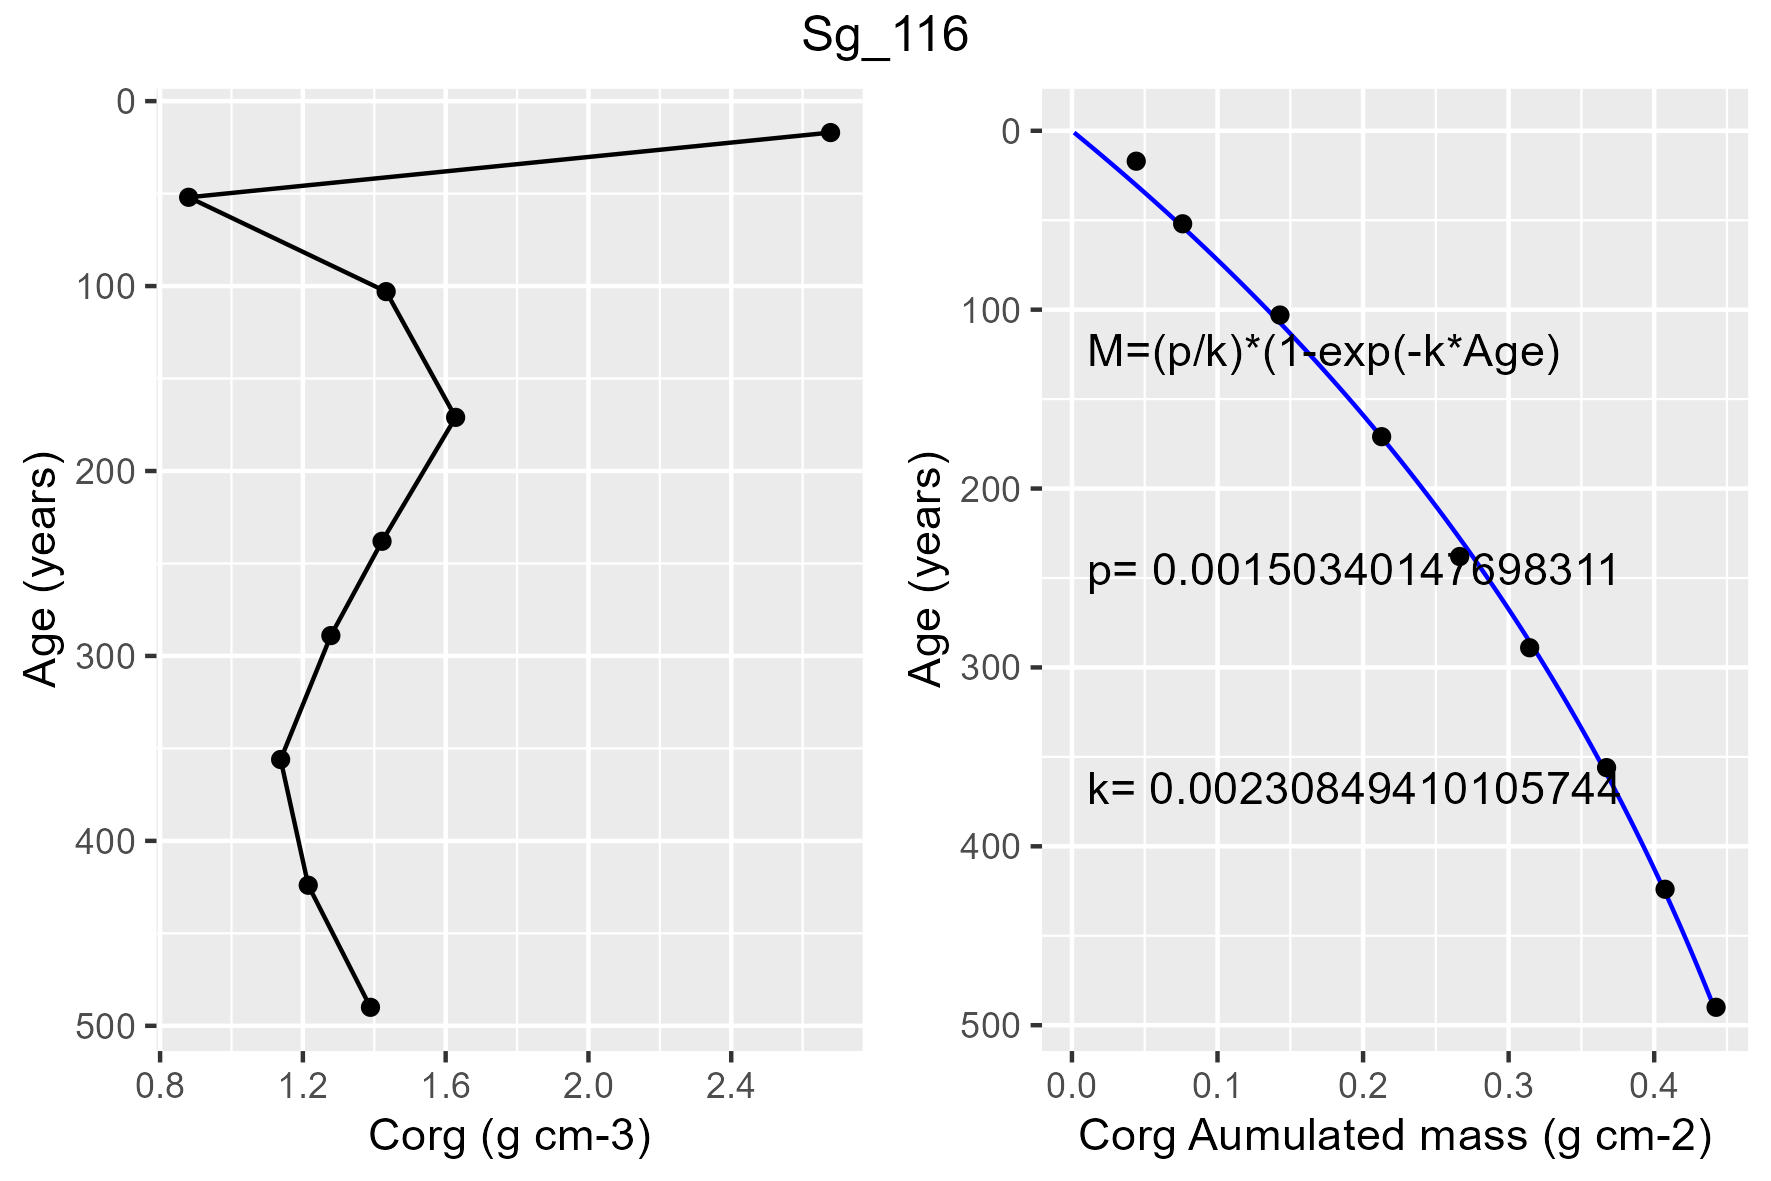 Sg_116
0
100
200
300
400
500
Age (years)
0.8 1.2 1.6 2.0 2.4
Corg (g cm-3)
0
100
200
300
400
500
Age (years)
M=(p/k)*(1-exp(-k*Age)
p= 0.00150340147698311
k= 0.00230849410105744
0.0 0.1 0.2 0.3 0.4
Corg Aumulated mass (g cm-2)